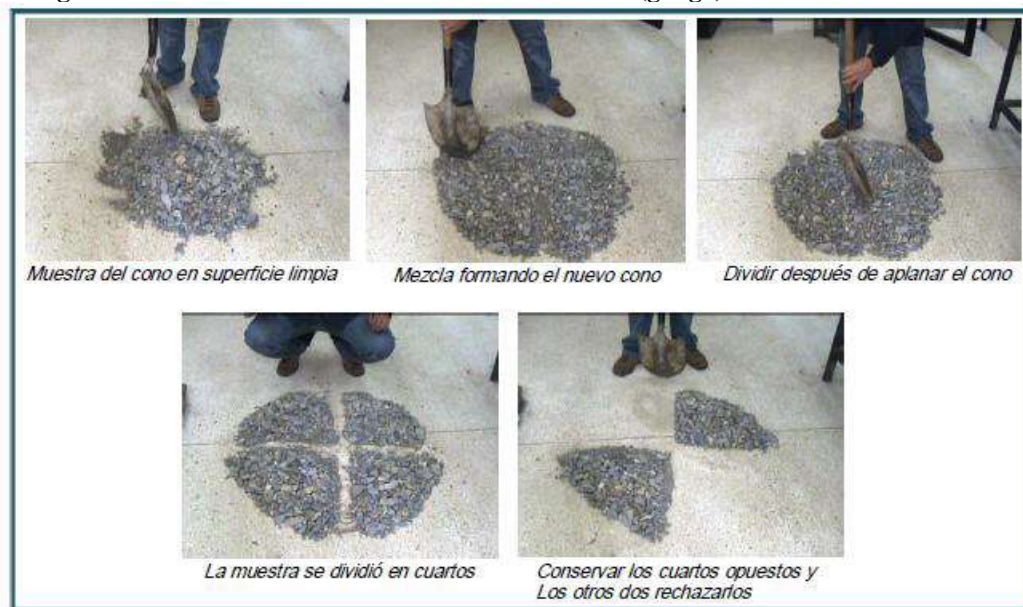 Muestra del cono en superficie limpia
Mezcla formando el nuevo cono
Dividir después de aplanar el cono
La muestra se dividió en cuartos
Conservar los cuartos opuestos y
Los otros dos rechazarlos